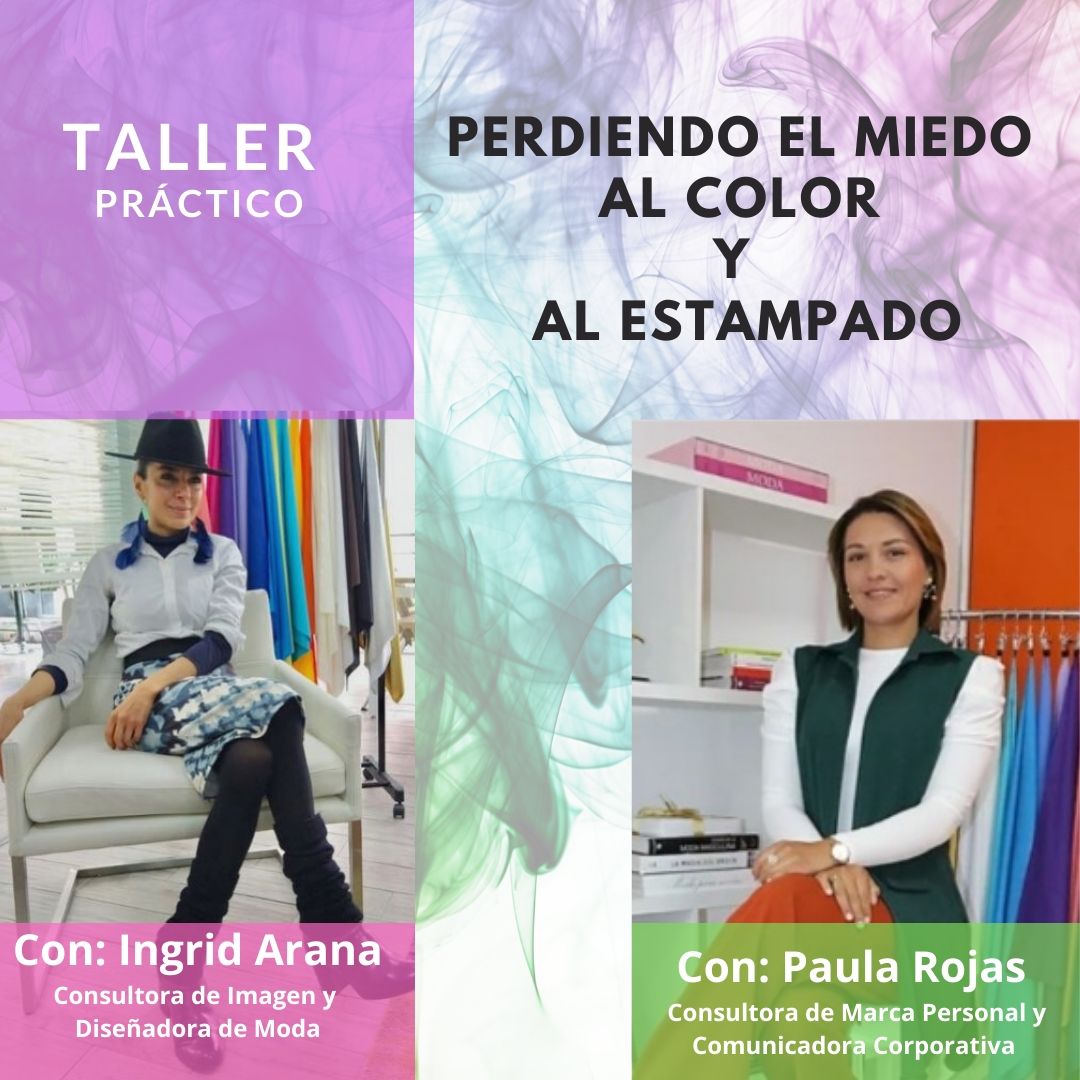 TALLER
PRÁCTICO
PERDIENDO EL MIEDO
AL COLOR
Y
AL ESTAMPADO
MODA
MODA
Con: Ingrid Arana
Consultora de Imagen y
Diseñadora de Moda
Con: Paula Rojas
Consultora de Marca Personal y
Comunicadora Corporativa